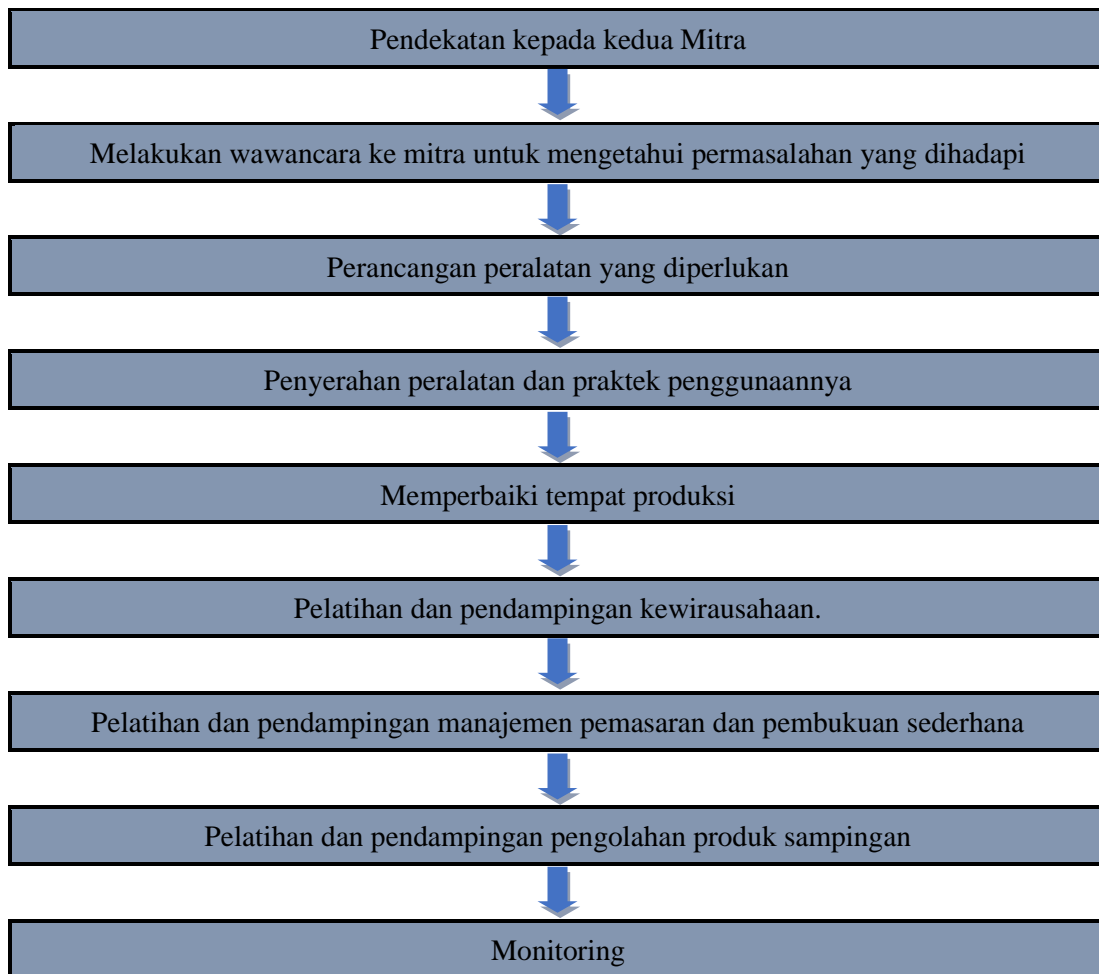 Pendekatan kepada kedua Mitra
Melakukan wawancara ke mitra untuk mengetahui permasalahan yang dihadapi
Perancangan peralatan yang diperlukan
Penyerahan peralatan dan praktek penggunaannya
Memperbaiki tempat produksi
Pelatihan dan pendampingan kewirausahaan.
Pelatihan dan pendampingan manajemen pemasaran dan pembukuan sederhana
Pelatihan dan pendampingan pengolahan produk sampingan
Monitoring